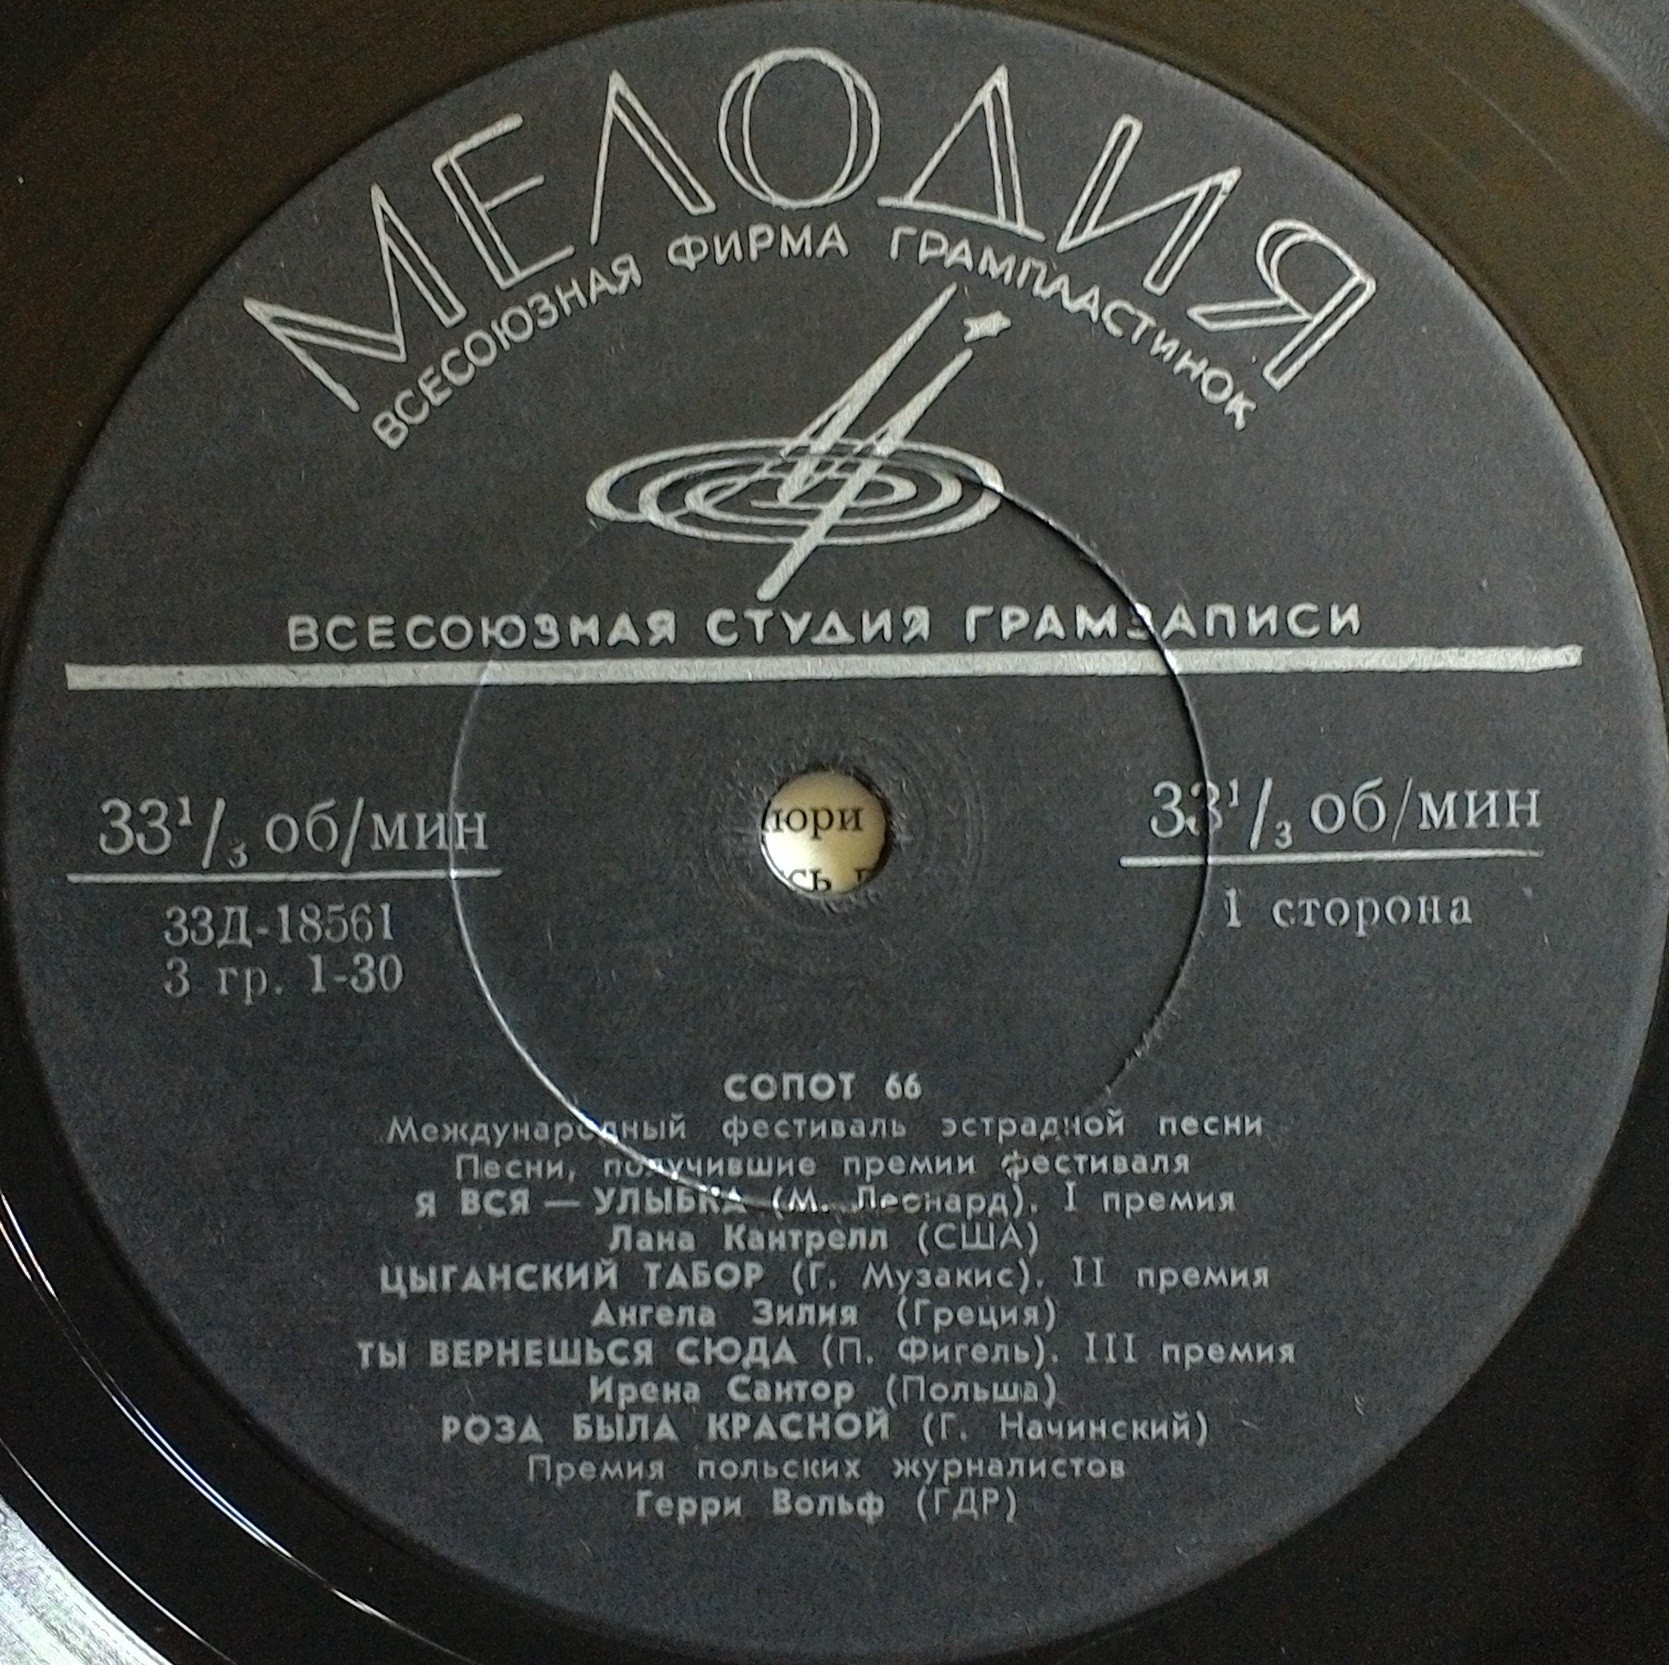 МЕЛОДИЯ
ВСЕСОЮЗНАЯ ФИРМА ГРАМПЛАСТИНОК
ВСЕСОЮЗНАЯ СТУДИЯ ГРАМЗАПИСИ
33¹/₃ об/мин
33¹/₃ об/мин
33Д-18561
1 сторона
3 гр. 1-30
юри
сь
СОПОТ 66
Международный фестиваль эстрадной песни
Песни, получившие премии фестиваля
Я ВСЯ — УЛЫБКА (М. Леонард). I премия
Лана Кантрелл (США)
ЦЫГАНСКИЙ ТАБОР (Г. Музакис). II премия
Ангела Зилия (Греция)
ТЫ ВЕРНЕШЬСЯ СЮДА (П. Фигель). III премия
Ирена Сантор (Польша)
РОЗА БЫЛА КРАСНОЙ (Г. Начинский)
Премия польских журналистов
Герри Вольф (ГДР)